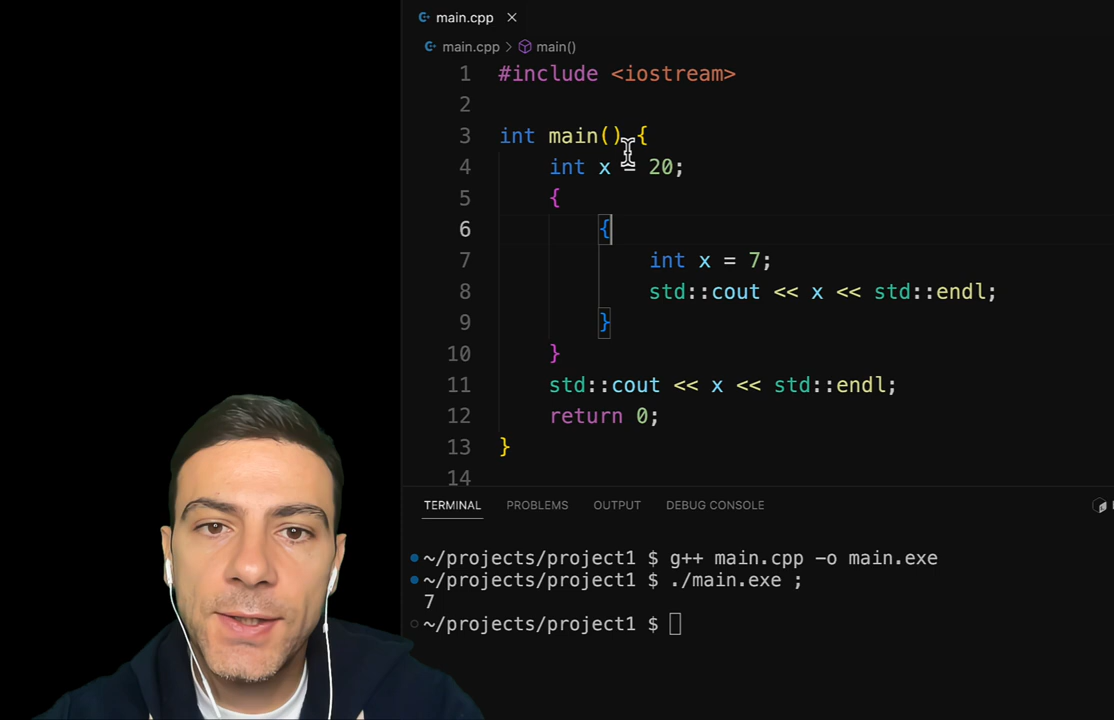 main.cpp
main.cpp > main()
1 #include <iostream>
2
3 int main() {
4 int x = 20;
5 {
6 {
7 int x = 7;
8 std::cout << x << std::endl;
9 }
10 }
11 std::cout << x << std::endl;
12 return 0;
13 }
14
TERMINAL PROBLEMS OUTPUT DEBUG CONSOLE
~/projects/project1 $ g++ main.cpp -o main.exe
~/projects/project1 $ ./main.exe ;
7
~/projects/project1 $